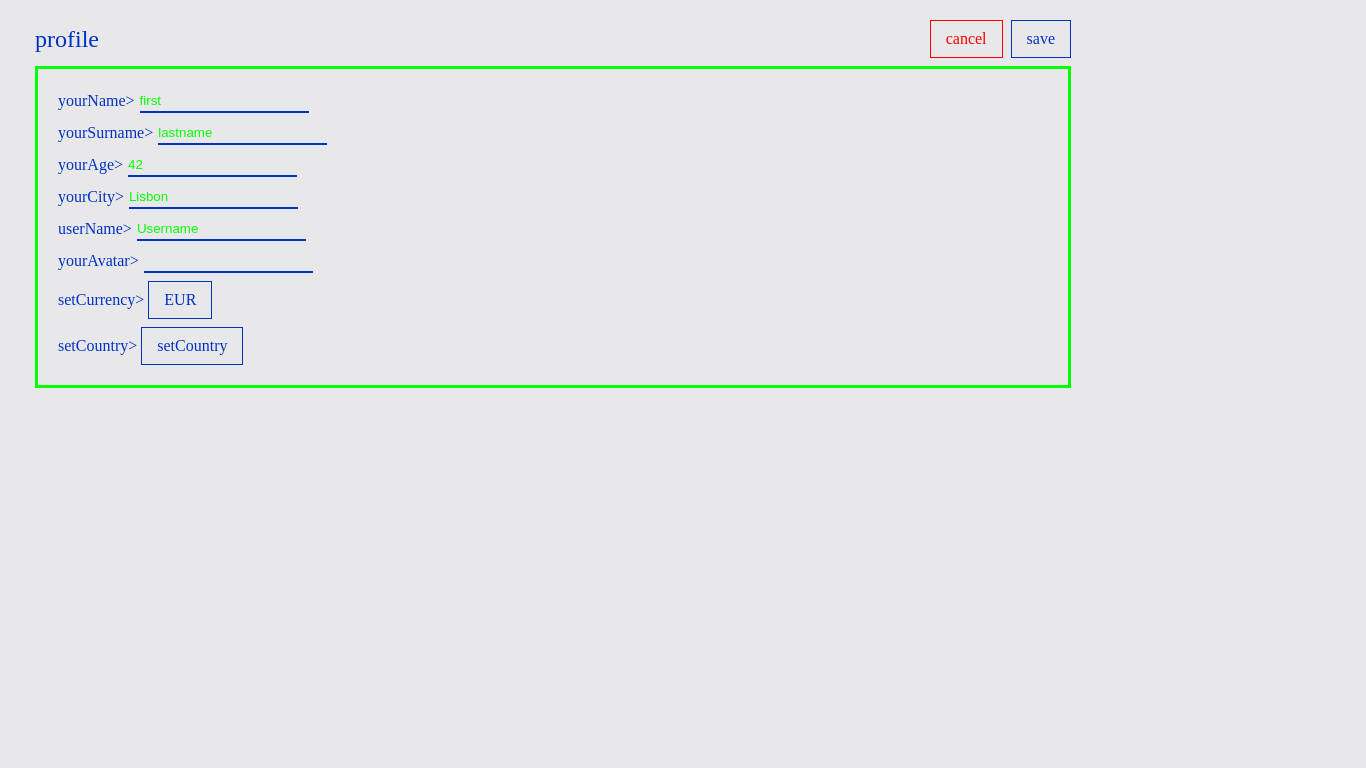 profile cancel save
yourName> first
yourSurname> lastname
yourAge> 42
yourCity> Lisbon
userName> Username
yourAvatar>
setCurrency> EUR
setCountry> setCountry